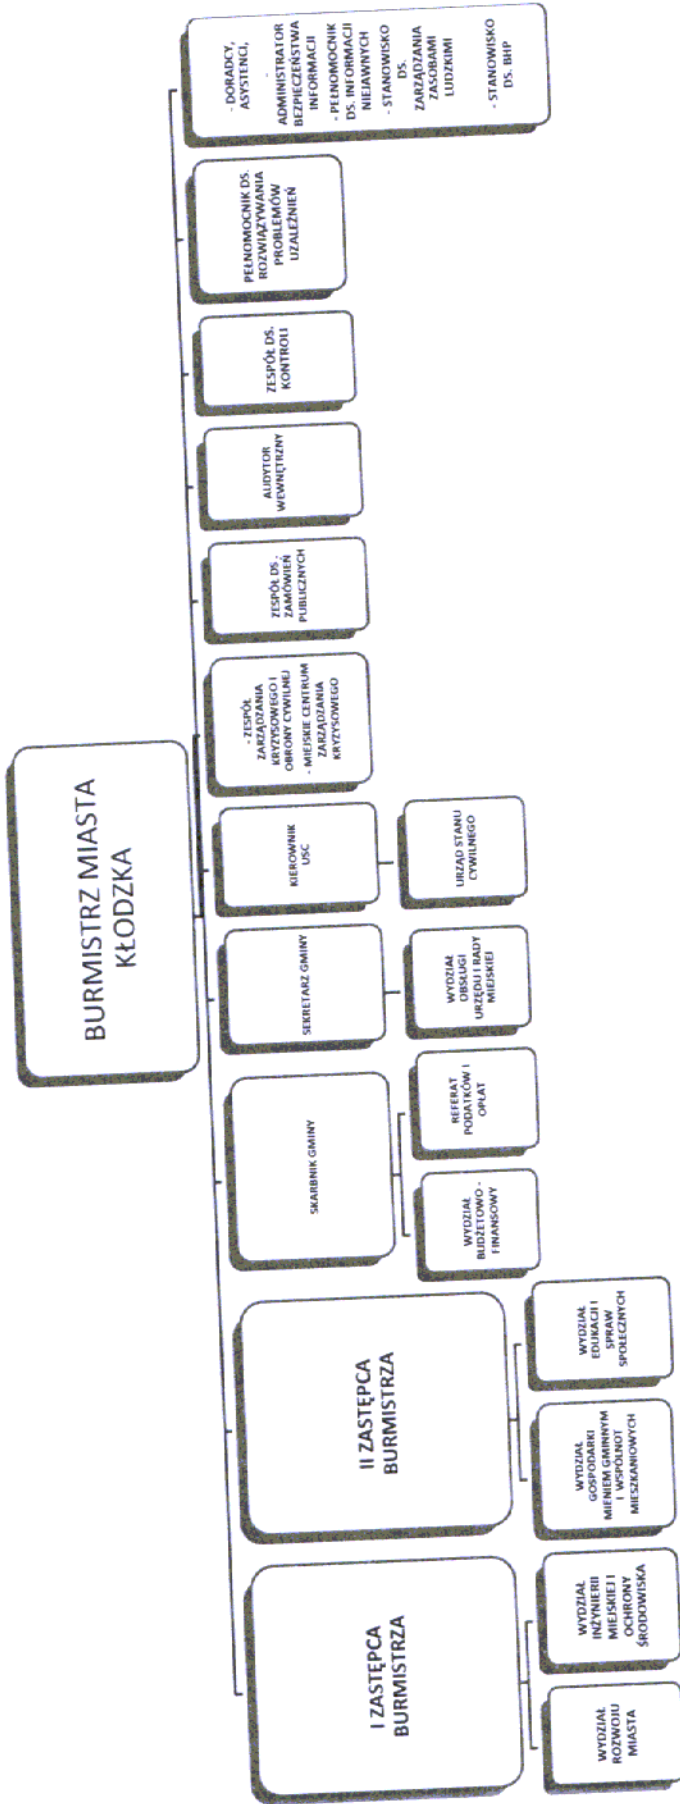 BURMISTRZ MIASTA
KŁODZKA
I ZASTĘPCA
BURMISTRZA
II ZASTĘPCA
BURMISTRZA
SKARBNIK GMINY
SEKRETARZ GMINY
KIEROWNIK
USC
- ZESPÓŁ
ZARZĄDZANIA
KRYZYSOWEGO I
OBRONY CYWILNEJ
- MIEJSKIE CENTRUM
ZARZĄDZANIA
KRYZYSOWEGO
ZESPÓŁ DS.
ZAMÓWIEŃ
PUBLICZNYCH
AUDYTOR
WEWNĘTRZNY
ZESPÓŁ DS.
KONTROLI
PEŁNOMOCNIK DS.
ROZWIĄZYWANIA
PROBLEMÓW
UZALEŻNIEŃ
- DORADCY,
ASYSTENCI,
-
ADMINISTRATOR
BEZPIECZEŃSTWA
INFORMACJI
- PEŁNOMOCNIK
DS. INFORMACJI
NIEJAWNYCH
- STANOWISKO
DS.
ZARZĄDZANIA
ZASOBAMI
LUDZKIMI
- STANOWISKO
DS. BHP
WYDZIAŁ
ROZWOJU
MIASTA
WYDZIAŁ
INŻYNIERII
MIEJSKIEJ I
OCHRONY
ŚRODOWISKA
WYDZIAŁ
GOSPODARKI
MIENIEM GMINNYM
I WSPÓLNOT
MIESZKANIOWYCH
WYDZIAŁ
EDUKACJI I
SPRAW
SPOŁECZNYCH
WYDZIAŁ
BUDŻETOWO -
FINANSOWY
REFERAT
PODATKÓW I
OPŁAT
WYDZIAŁ
OBSŁUGI
URZĘDU I RADY
MIEJSKIEJ
URZĄD STANU
CYWILNEGO